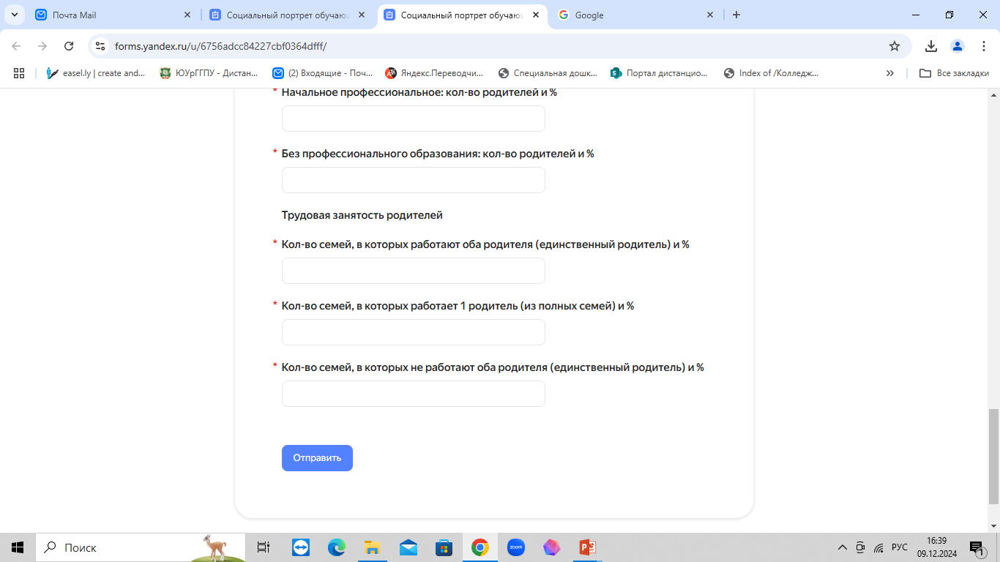 Почта Mail
Социальный портрет обучаю
Социальный портрет обучаю
Google
forms.yandex.ru/u/6756adcc84227cbf0364dfff/
easel.ly | create and...
ЮУрГГПУ - Дистан...
(2) Входящие - Поч...
Яндекс.Переводчи...
Специальная дошк...
Портал дистанцио...
Index of /Колледж...
Все закладки
* Начальное профессиональное: кол-во родителей и %
* Без профессионального образования: кол-во родителей и %
Трудовая занятость родителей
* Кол-во семей, в которых работают оба родителя (единственный родитель) и %
* Кол-во семей, в которых работает 1 родитель (из полных семей) и %
* Кол-во семей, в которых не работают оба родителя (единственный родитель) и %
Отправить
Поиск
zoom
РУС
16:39
09.12.2024
1